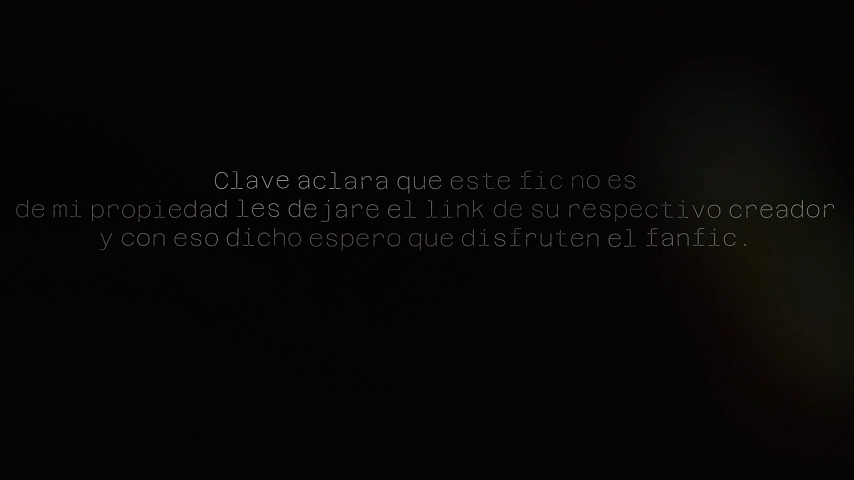 Clave aclara que este fic no es
de mi propiedad les dejare el link de su respectivo creador
y con eso dicho espero que disfruten el fanfic.